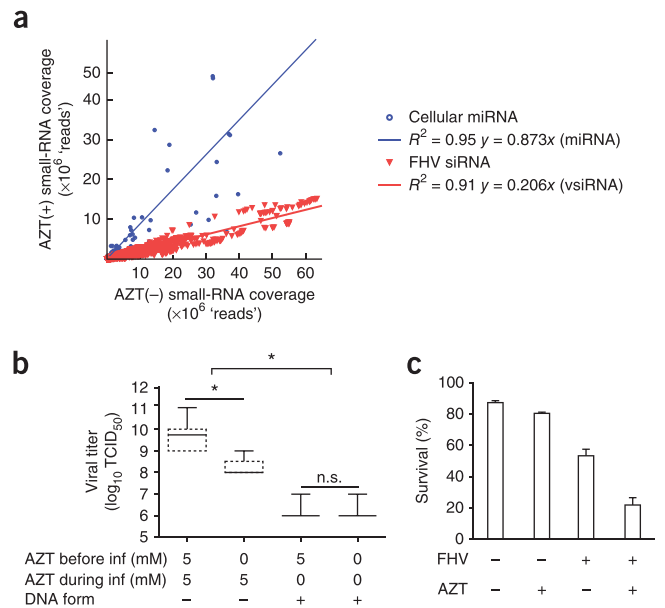 a
AZT(+) small-RNA coverage
(×10⁶ 'reads')
50
40
30
20
10
10 20 30 40 50 60
AZT(–) small-RNA coverage
(×10⁶ 'reads')
Cellular miRNA
R² = 0.95 y = 0.873x (miRNA)
FHV siRNA
R² = 0.91 y = 0.206x (vsiRNA)
b
Viral titer
(log₁₀ TCID₅₀)
12
11
10
9
8
7
6
5
*
*
n.s.
AZT before inf (mM) 5 0 5 0
AZT during inf (mM) 5 5 0 0
DNA form – – + +
c
Survival (%)
100
80
60
40
20
0
FHV – – + +
AZT – + – +